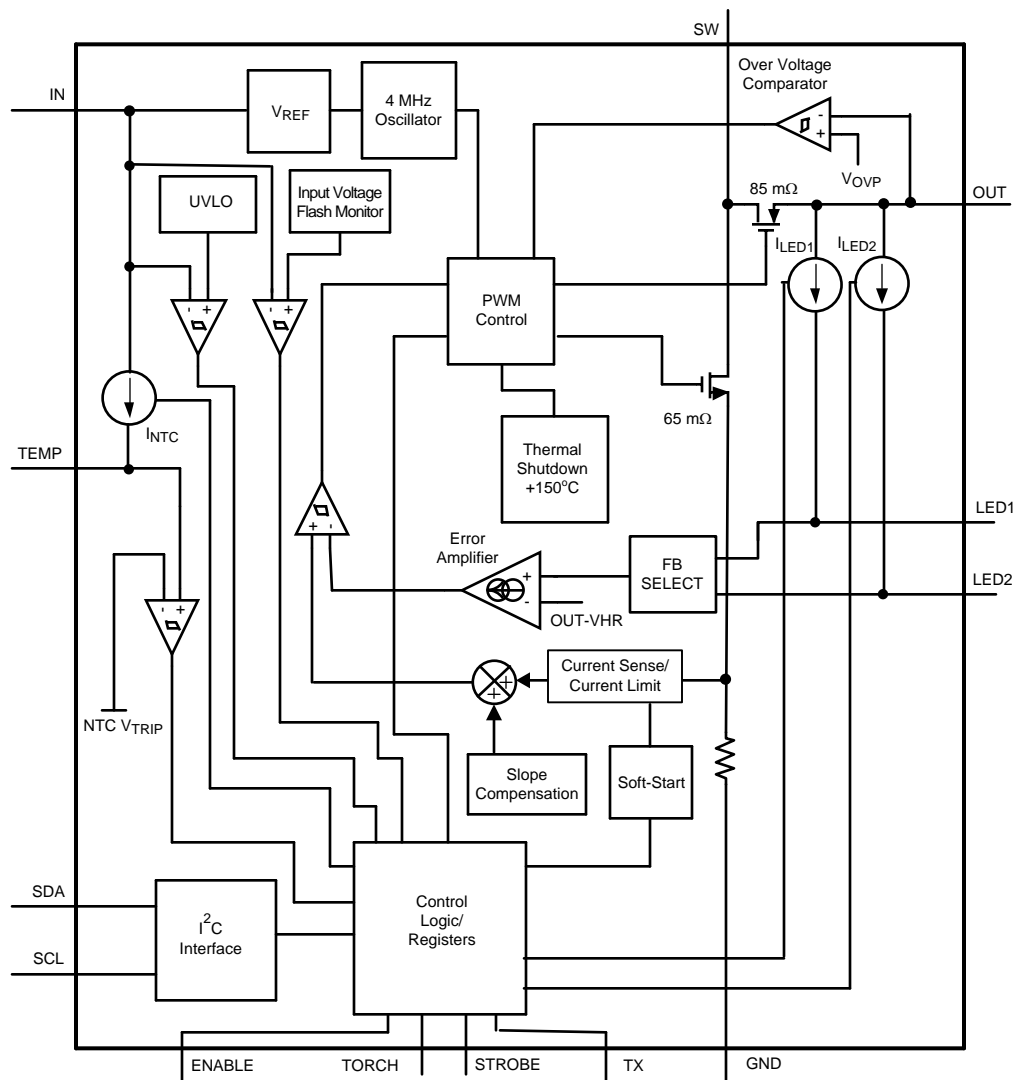 SW
Over Voltage
Comparator
IN
VREF
4 MHz
Oscillator
-
+
VOVP
UVLO
Input Voltage
Flash Monitor
85 mΩ
OUT
ILED1
ILED2
- +
- +
PWM
Control
65 mΩ
INTC
TEMP
Thermal
Shutdown
+150°C
+ -
LED1
Error
Amplifier
+
-
FB
SELECT
LED2
OUT-VHR
- +
Current Sense/
Current Limit
+
+
NTC VTRIP
Slope
Compensation
Soft-Start
SDA
I2C
Interface
Control
Logic/
Registers
SCL
ENABLE
TORCH
STROBE
TX
GND